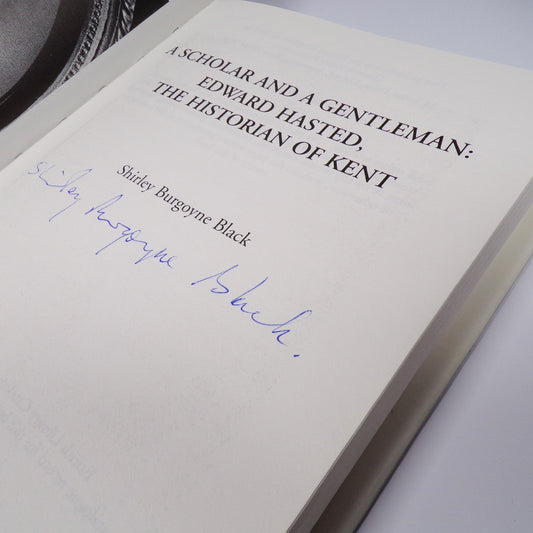 A SCHOLAR AND A GENTLEMAN:
EDWARD HASTED,
THE HISTORIAN OF KENT
Shirley Burgoyne Black
Shirley Burgoyne Black.